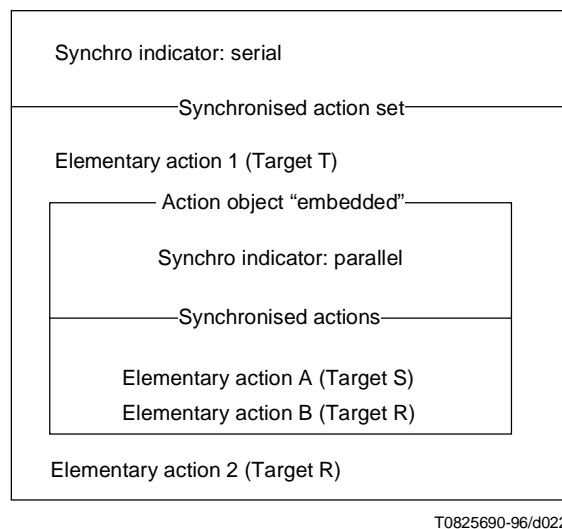 Synchro indicator: serial
Synchronised action set
Elementary action 1 (Target T)
Action object “embedded”
Synchro indicator: parallel
Synchronised actions
Elementary action A (Target S)
Elementary action B (Target R)
Elementary action 2 (Target R)
T0825690-96/d022